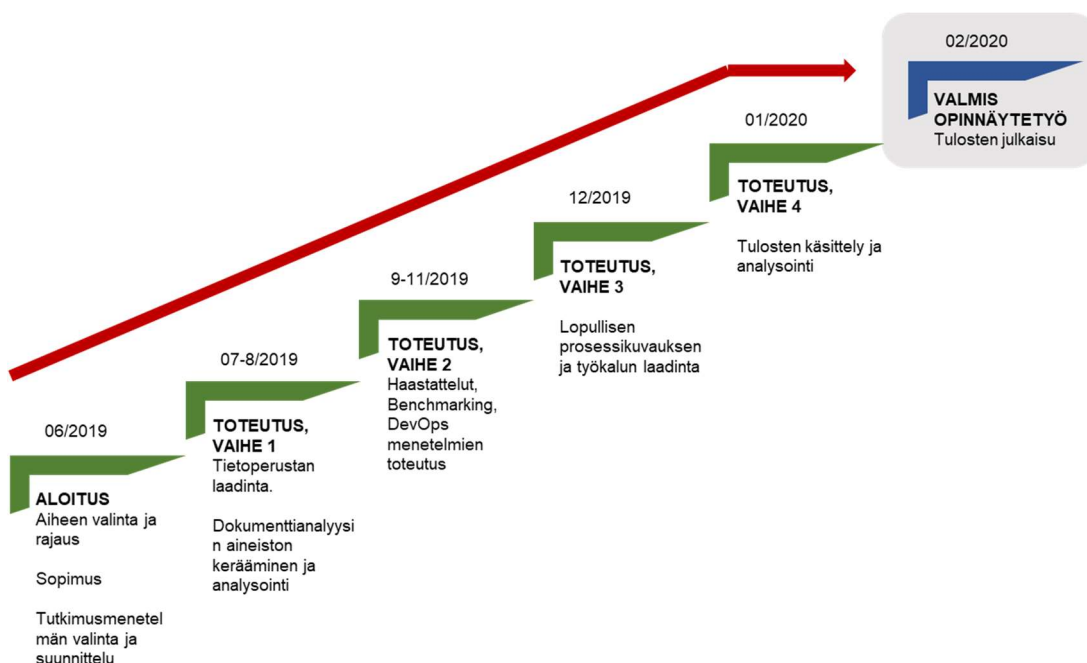 06/2019
ALOITUS
Aiheen valinta ja
rajaus
Sopimus
Tutkimusmenetel
män valinta ja
suunnittelu
07-8/2019
TOTEUTUS,
VAIHE 1
Tietoperustan
laadinta.
Dokumenttianalyysi
n aineiston
kerääminen ja
analysointi
9-11/2019
TOTEUTUS,
VAIHE 2
Haastattelut,
Benchmarking,
DevOps
menetelmien
toteutus
12/2019
TOTEUTUS,
VAIHE 3
Lopullisen
prosessikuvauksen
ja työkalun laadinta
01/2020
TOTEUTUS,
VAIHE 4
Tulosten käsittely ja
analysointi
02/2020
VALMIS
OPINNÄYTETYÖ
Tulosten julkaisu